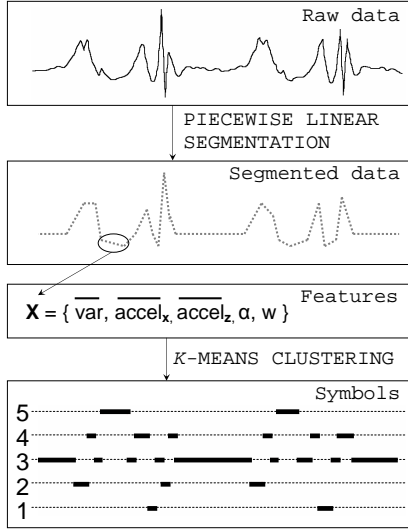 Raw data
PIECEWISE LINEAR
SEGMENTATION
Segmented data
Features
X = { var, accelx, accelz, α, w }
K-MEANS CLUSTERING
Symbols
5
4
3
2
1